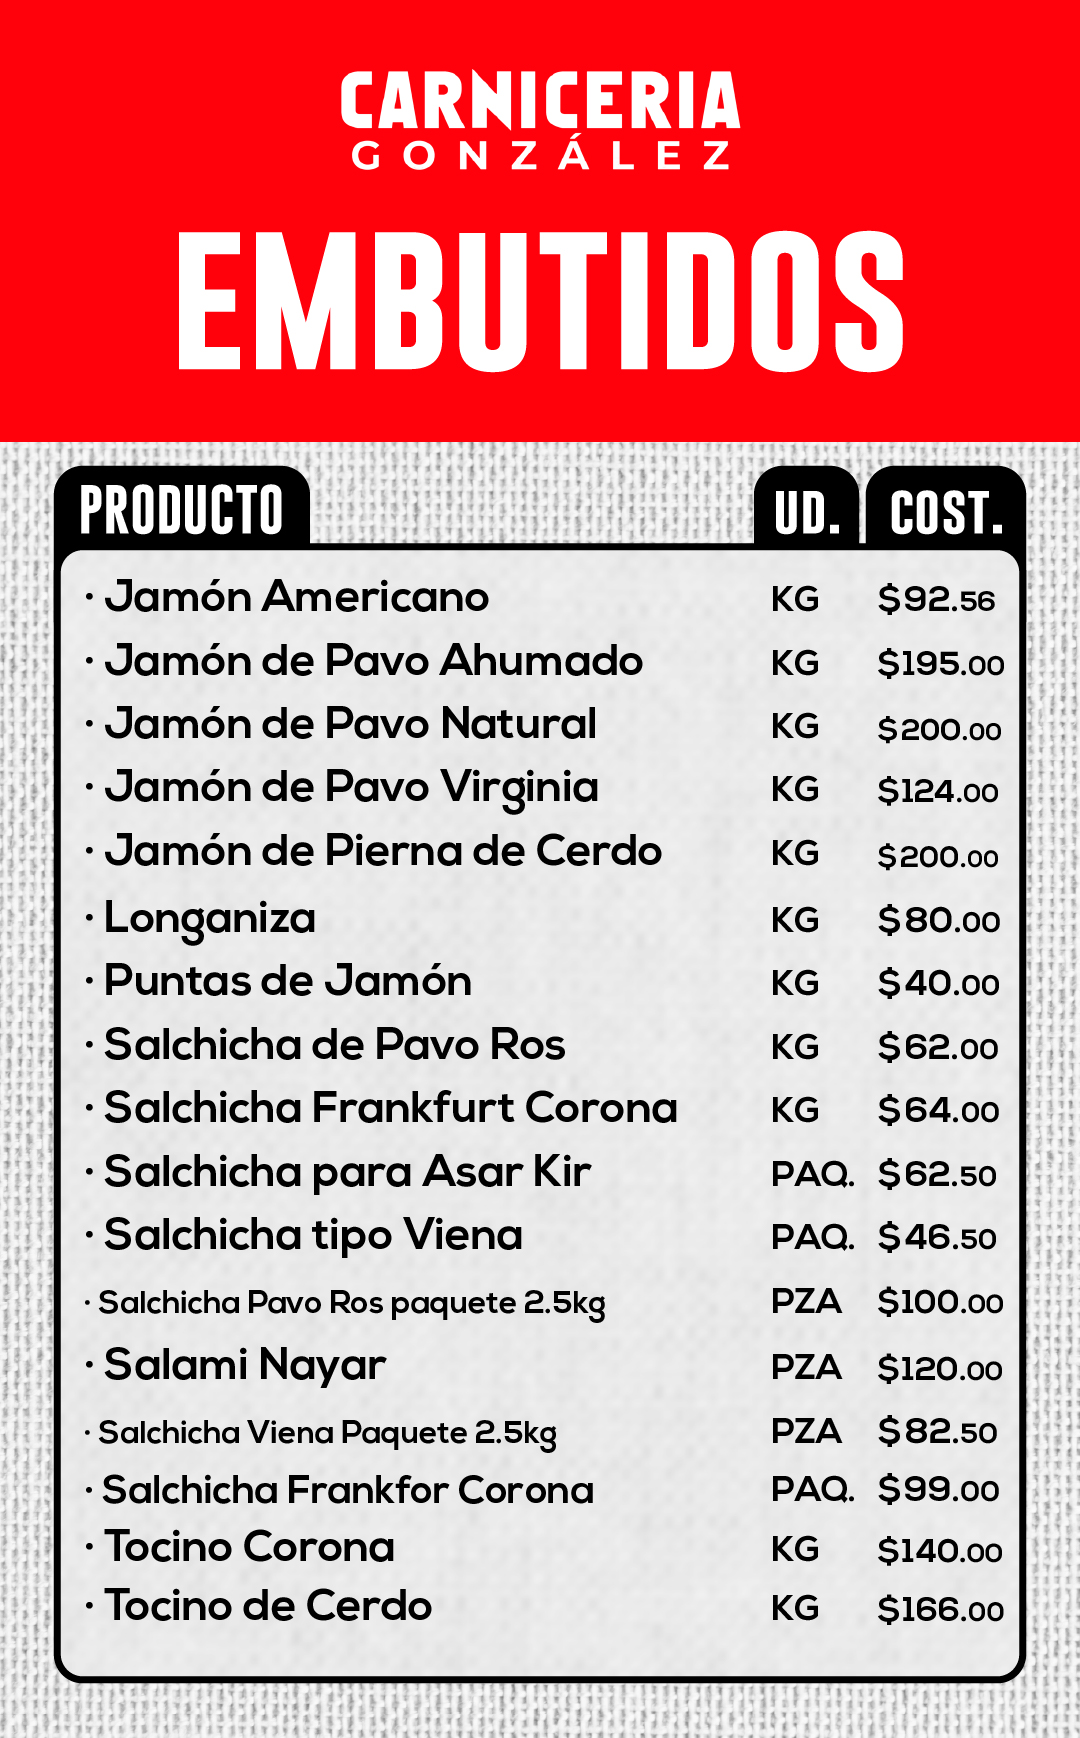 CARNICERIA
GONZÁLEZ
EMBUTIDOS
PRODUCTO UD. COST.
· Jamón Americano KG $92.56
· Jamón de Pavo Ahumado KG $195.00
· Jamón de Pavo Natural KG $200.00
· Jamón de Pavo Virginia KG $124.00
· Jamón de Pierna de Cerdo KG $200.00
· Longaniza KG $80.00
· Puntas de Jamón KG $40.00
· Salchicha de Pavo Ros KG $62.00
· Salchicha Frankfurt Corona KG $64.00
· Salchicha para Asar Kir PAQ. $62.50
· Salchicha tipo Viena PAQ. $46.50
· Salchicha Pavo Ros paquete 2.5kg PZA $100.00
· Salami Nayar PZA $120.00
· Salchicha Viena Paquete 2.5kg PZA $82.50
· Salchicha Frankfor Corona PAQ. $99.00
· Tocino Corona KG $140.00
· Tocino de Cerdo KG $166.00